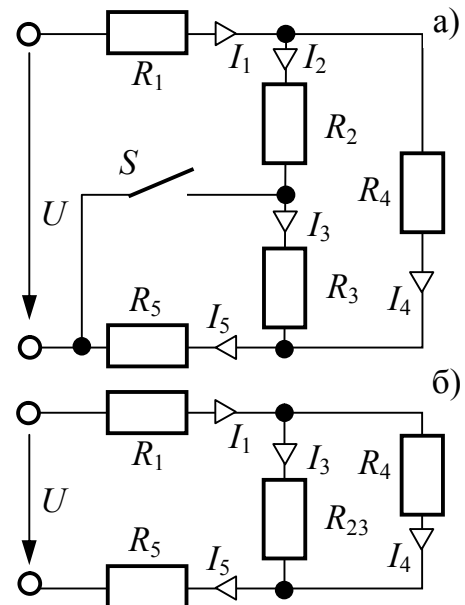 а)
R1 I1 I2
R2
S
R4
U
I3
R3
R5 I5 I4
б)
R1 I1 I3 R4
U
R23
R5 I5 I4